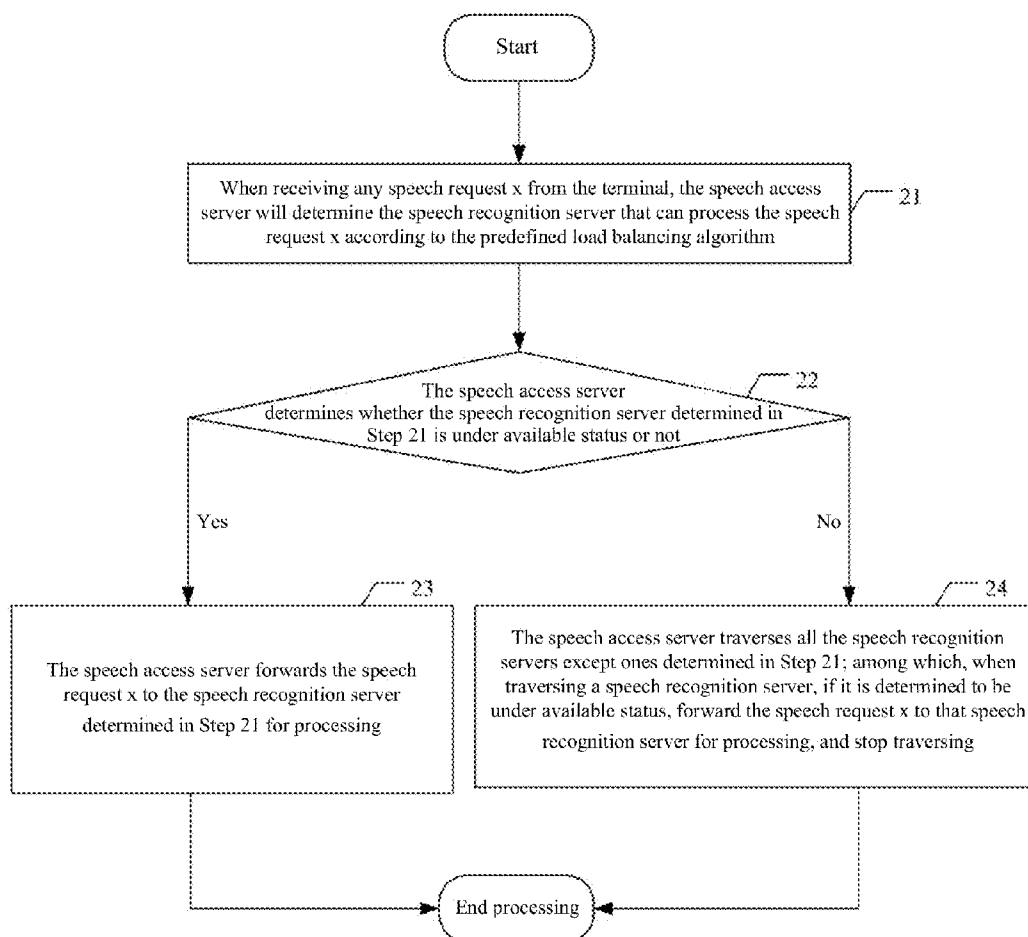 Start
When receiving any speech request x from the terminal, the speech access
server will determine the speech recognition server that can process the speech
request x according to the predefined load balancing algorithm
21
The speech access server
determines whether the speech recognition server determined in
Step 21 is under available status or not
22
Yes
No
23
The speech access server forwards the speech
request x to the speech recognition server
determined in Step 21 for processing
24
The speech access server traverses all the speech recognition
servers except ones determined in Step 21; among which, when
traversing a speech recognition server, if it is determined to be
under available status, forward the speech request x to that speech
recognition server for processing, and stop traversing
End processing